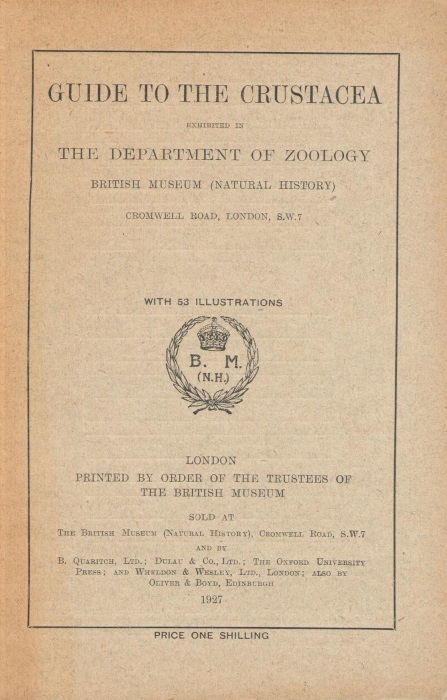 GUIDE TO THE CRUSTACEA
EXHIBITED IN
THE DEPARTMENT OF ZOOLOGY
BRITISH MUSEUM (NATURAL HISTORY)
CROMWELL ROAD, LONDON, S.W.7
WITH 53 ILLUSTRATIONS
B. M.
(N.H.)
LONDON
PRINTED BY ORDER OF THE TRUSTEES OF
THE BRITISH MUSEUM
SOLD AT
THE BRITISH MUSEUM (NATURAL HISTORY), CROMWELL ROAD, S.W.7
AND BY
B. QUARITCH, LTD.; DULAU & CO., LTD.; THE OXFORD UNIVERSITY
PRESS; AND WHELDON & WESLEY, LTD., LONDON; ALSO BY
OLIVER & BOYD, EDINBURGH
1927
PRICE ONE SHILLING